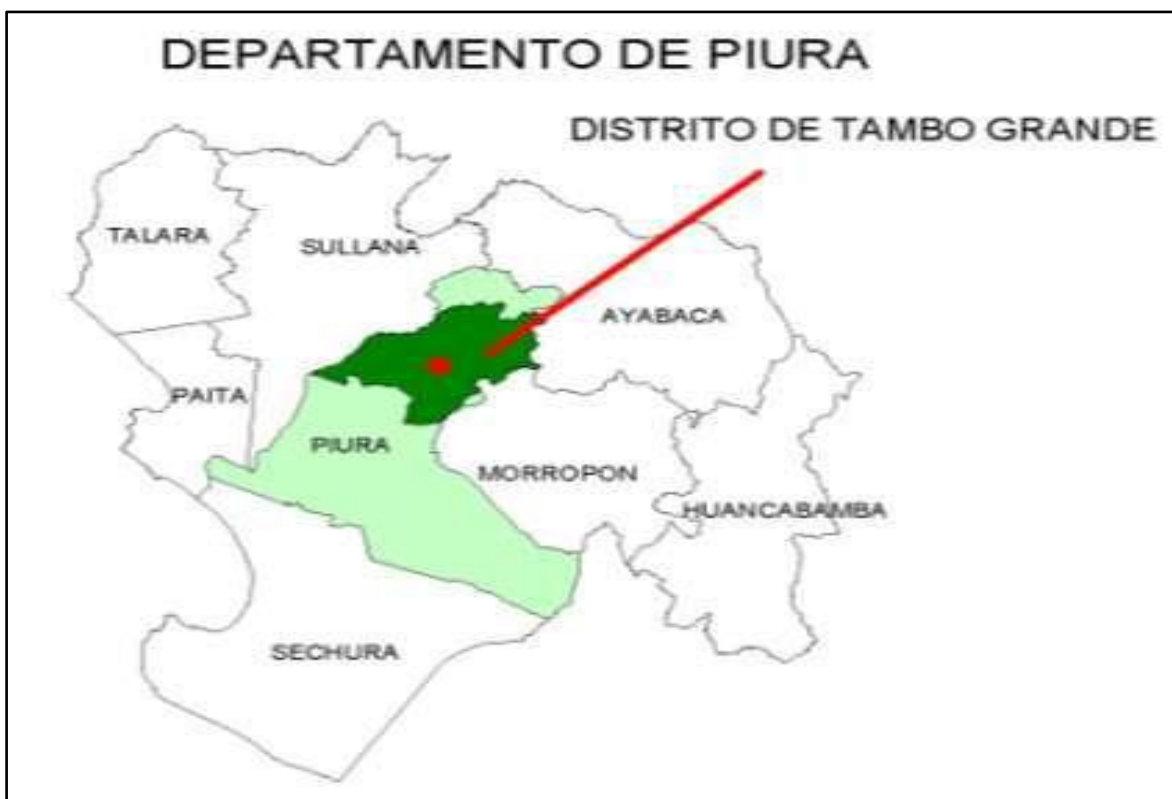 DEPARTAMENTO DE PIURA
DISTRITO DE TAMBO GRANDE
TALARA
SULLANA
AYABACA
PAITA
PIURA
MORROPON
HUANCABAMBA
SECHURA